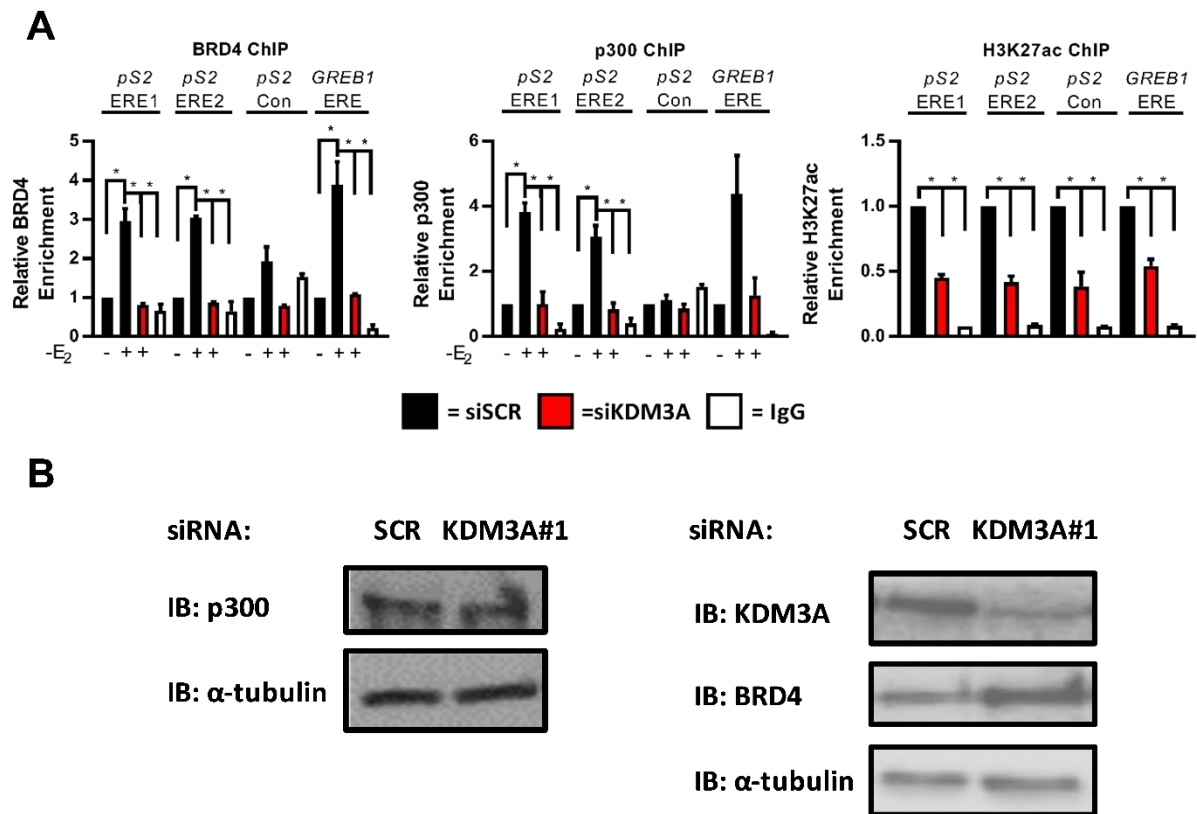 A
BRD4 ChIP
pS2 pS2 pS2 GREB1
ERE1 ERE2 Con ERE
Relative BRD4
Enrichment
5
4
3
2
1
0
* * * * * * * * *
-E2 - + + - + + - + + - + +
p300 ChIP
pS2 pS2 pS2 GREB1
ERE1 ERE2 Con ERE
Relative p300
Enrichment
6
4
2
0
* * * * * *
-E2 - + + - + + - + + - + +
H3K27ac ChIP
pS2 pS2 pS2 GREB1
ERE1 ERE2 Con ERE
Relative H3K27ac
Enrichment
1.5
1.0
0.5
0.0
* * * * * * * *
= siSCR =siKDM3A = IgG
B
siRNA: SCR KDM3A#1
IB: p300
IB: α-tubulin
siRNA: SCR KDM3A#1
IB: KDM3A
IB: BRD4
IB: α-tubulin